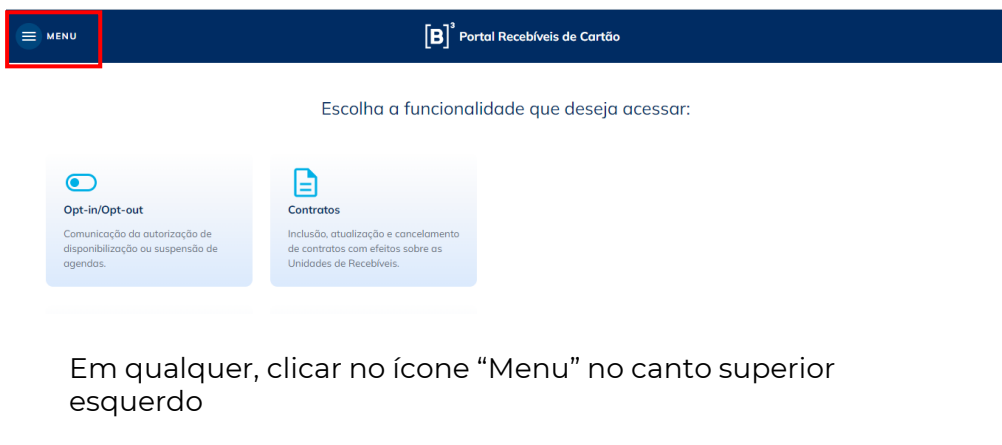 MENU
[B]³ Portal Recebíveis de Cartão
Escolha a funcionalidade que deseja acessar:
Opt-in/Opt-out
Comunicação da autorização de
disponibilização ou suspensão de
agendas.
Contratos
Inclusão, atualização e cancelamento
de contratos com efeitos sobre as
Unidades de Recebíveis.
Em qualquer, clicar no ícone “Menu” no canto superior
esquerdo